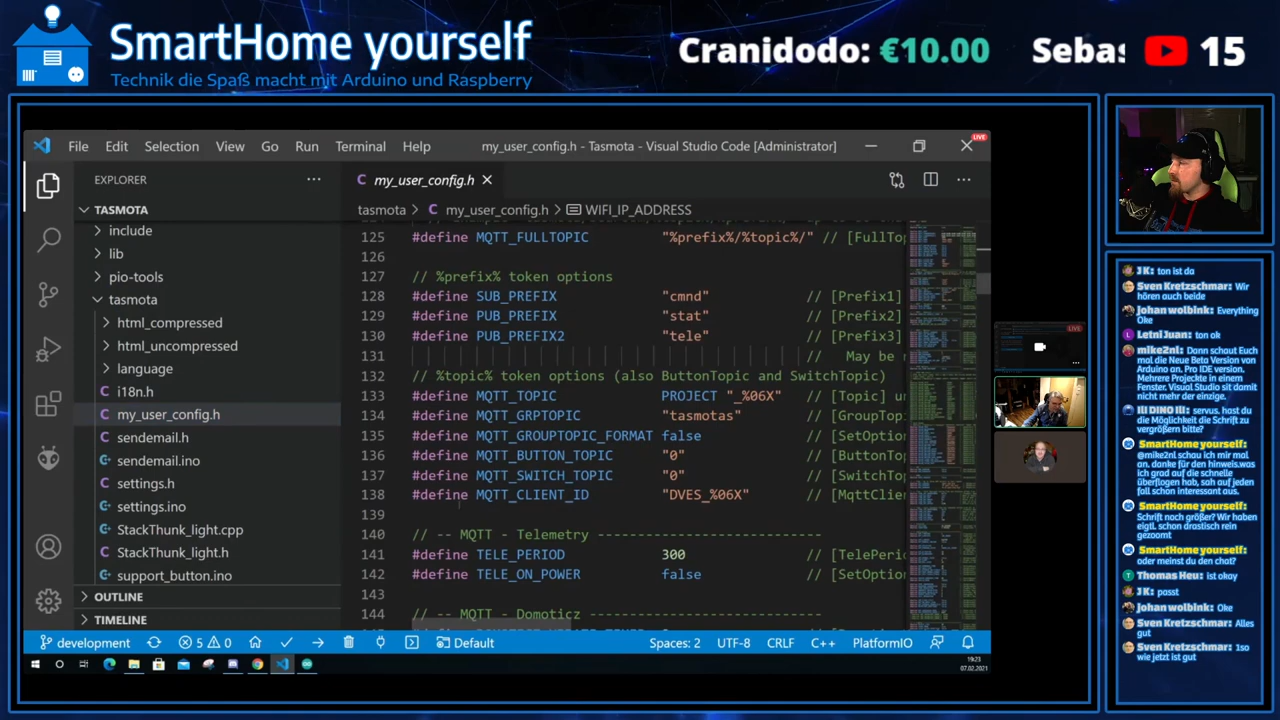 SmartHome yourself
Technik die Spaß macht mit Arduino und Raspberry
Cranidodo: €10.00
Sebas
15
File Edit Selection View Go Run Terminal Help
my_user_config.h - Tasmota - Visual Studio Code [Administrator]
LIVE
EXPLORER
TASMOTA
include
lib
pio-tools
tasmota
html_compressed
html_uncompressed
language
i18n.h
my_user_config.h
sendemail.h
sendemail.ino
settings.h
settings.ino
StackThunk_light.cpp
StackThunk_light.h
support_button.ino
OUTLINE
TIMELINE
my_user_config.h
tasmota > my_user_config.h > WIFI_IP_ADDRESS
125 #define MQTT_FULLTOPIC "%prefix%/%topic%/" // [FullTop
126
127 // %prefix% token options
128 #define SUB_PREFIX "cmnd" // [Prefix1]
129 #define PUB_PREFIX "stat" // [Prefix2]
130 #define PUB_PREFIX2 "tele" // [Prefix3]
131 // May be n
132 // %topic% token options (also ButtonTopic and SwitchTopic)
133 #define MQTT_TOPIC PROJECT "_%06X" // [Topic] un
134 #define MQTT_GRPTOPIC "tasmotas" // [GroupTop
135 #define MQTT_GROUPTOPIC_FORMAT false // [SetOption
136 #define MQTT_BUTTON_TOPIC "0" // [ButtonTop
137 #define MQTT_SWITCH_TOPIC "0" // [SwitchTop
138 #define MQTT_CLIENT_ID "DVES_%06X" // [MqttClien
139
140 // -- MQTT - Telemetry -----------------------------
141 #define TELE_PERIOD 300 // [TelePerio
142 #define TELE_ON_POWER false // [SetOption
143
144 // -- MQTT - Domoticz ------------------------------
development 5 0 Default Spaces: 2 UTF-8 CRLF C++ PlatformIO
19:23
07.02.2021
LIVE
J K: ton ist da
Sven Kretzschmar: Wir
hören auch beide
Johan wolbink: Everything
Oke
Letni Juan: ton ok
mike2nl: Dann schaut Euch
mal die Neue Beta Version von
Arduino an. Pro IDE version.
Mehrere Projeckte in einem
Fenster. Visual Studio sit damit
nicht mehr die einzige.
Ill DINO Ill: servus. hast du
die Möglichkeit die Schrift zu
vergrößern bitte?
SmartHome yourself:
@mike2nl schau ich mir mal
an. danke für den hinweis.was
ich grad auf die schnelle
überflogen hab, sah auf jeden
fall schon interessant aus.
SmartHome yourself:
Schrift noch größer? Wir haben
eigtl. schon drastisch rein
gezoomt
SmartHome yourself:
oder meinst du den chat?
Thomas Heu: ist okay
J K: passt
Johan wolbink: Oke
Sven Kretzschmar: Alles
gut
Sven Kretzschmar: 1so
wie jetzt ist gut